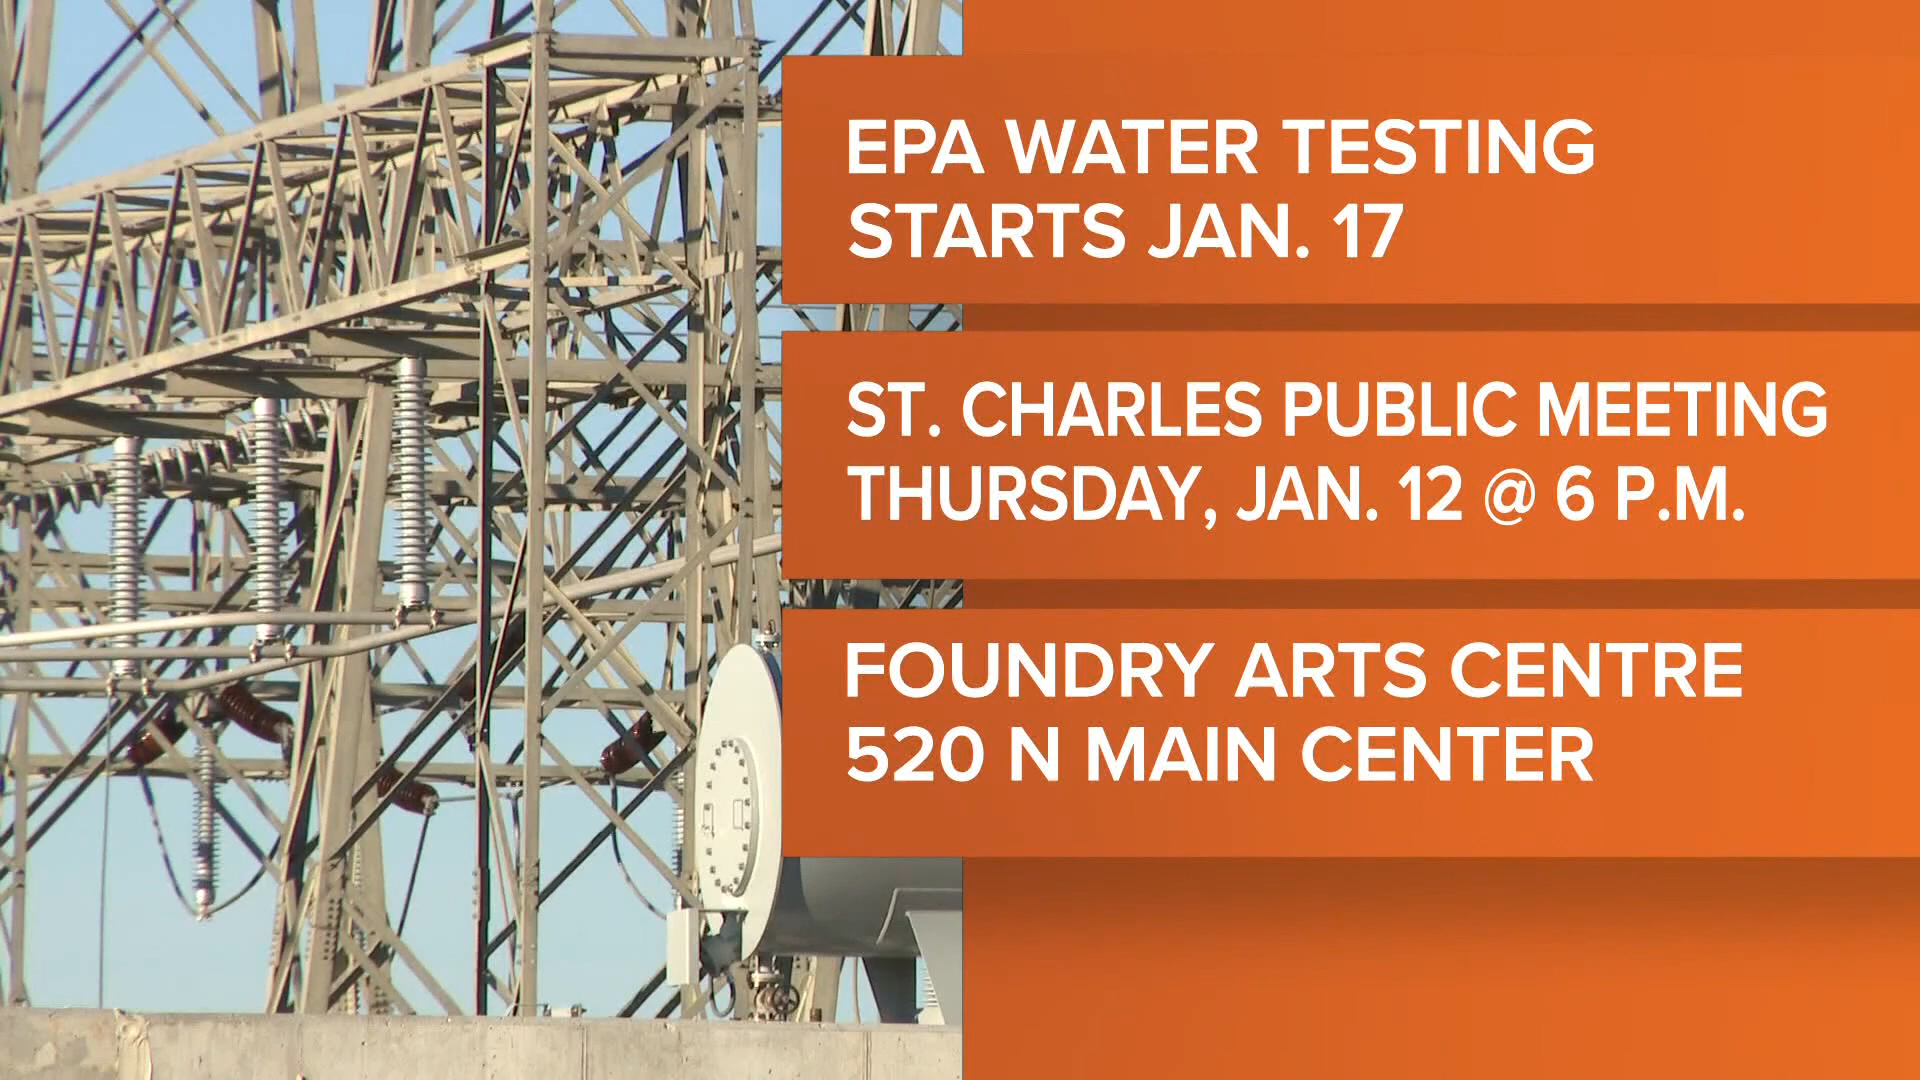 EPA WATER TESTING
STARTS JAN. 17
ST. CHARLES PUBLIC MEETING
THURSDAY, JAN. 12 @ 6 P.M.
FOUNDRY ARTS CENTRE
520 N MAIN CENTER